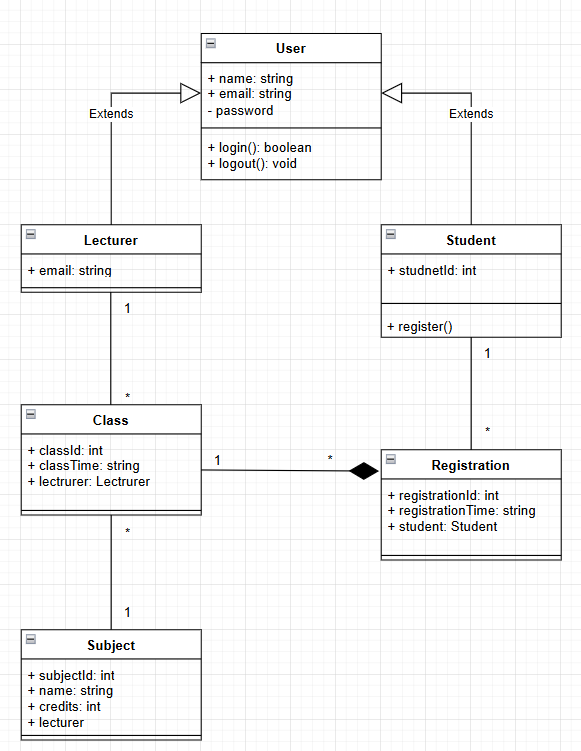 User
+ name: string
+ email: string
- password
+ login(): boolean
+ logout(): void
Extends
Extends
Lecturer
+ email: string
Student
+ studnetId: int
+ register()
1
*
1
*
Class
+ classId: int
+ classTime: string
+ lectrurer: Lectrurer
1
*
Registration
+ registrationId: int
+ registrationTime: string
+ student: Student
*
1
Subject
+ subjectId: int
+ name: string
+ credits: int
+ lecturer